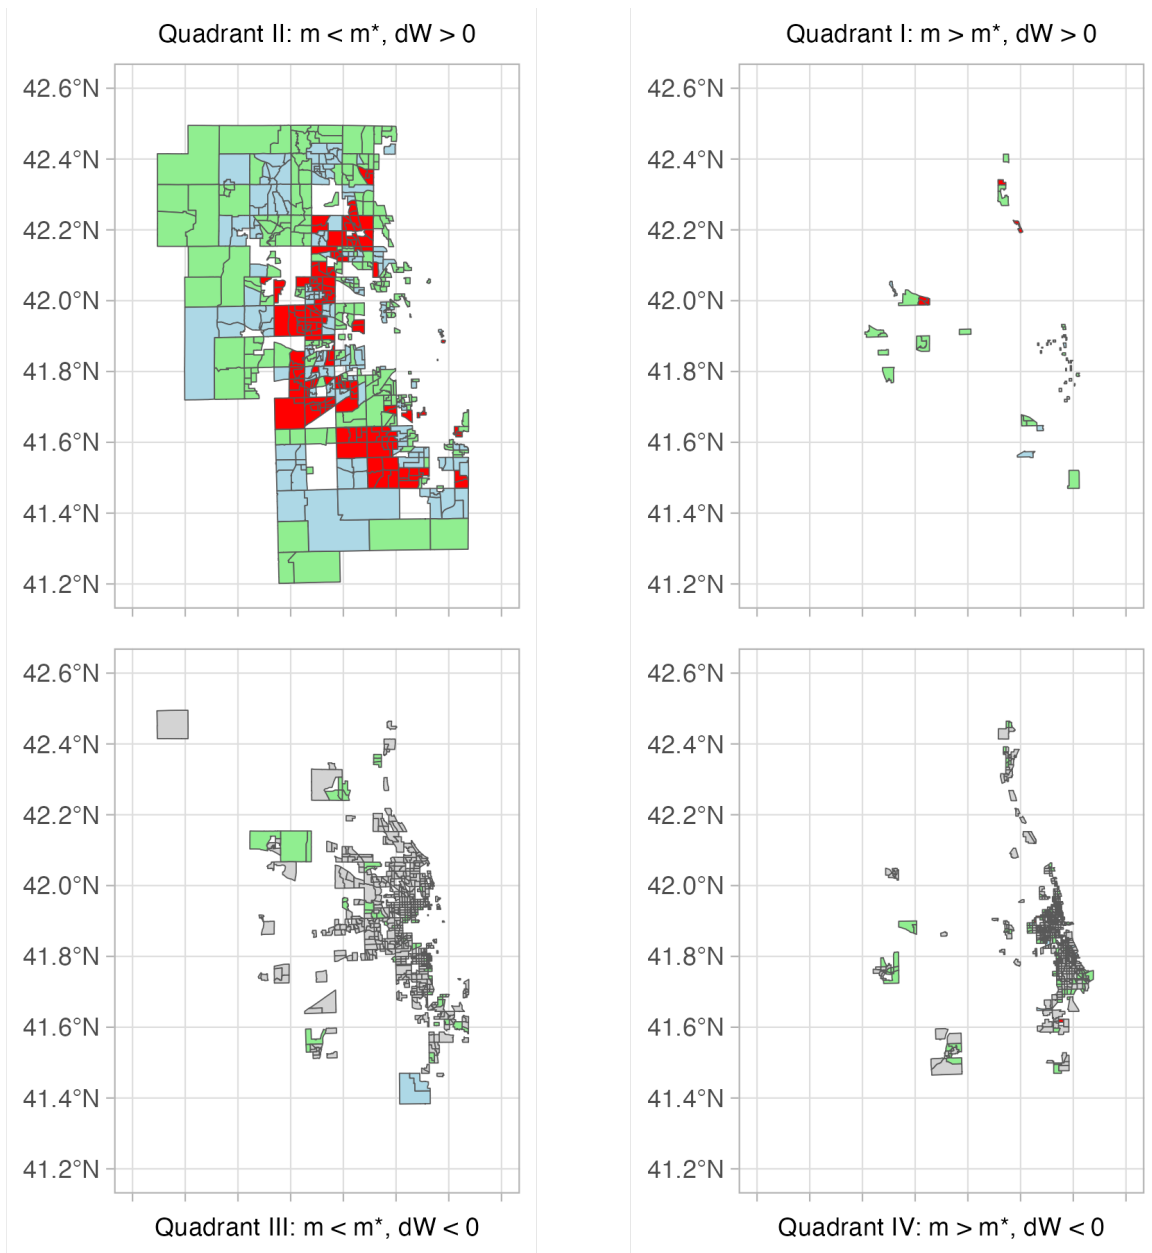 Quadrant II: m < m*, dW > 0
Quadrant I: m > m*, dW > 0
42.6°N
42.4°N
42.2°N
42.0°N
41.8°N
41.6°N
41.4°N
41.2°N
42.6°N
42.4°N
42.2°N
42.0°N
41.8°N
41.6°N
41.4°N
41.2°N
42.6°N
42.4°N
42.2°N
42.0°N
41.8°N
41.6°N
41.4°N
41.2°N
42.6°N
42.4°N
42.2°N
42.0°N
41.8°N
41.6°N
41.4°N
41.2°N
Quadrant III: m < m*, dW < 0
Quadrant IV: m > m*, dW < 0